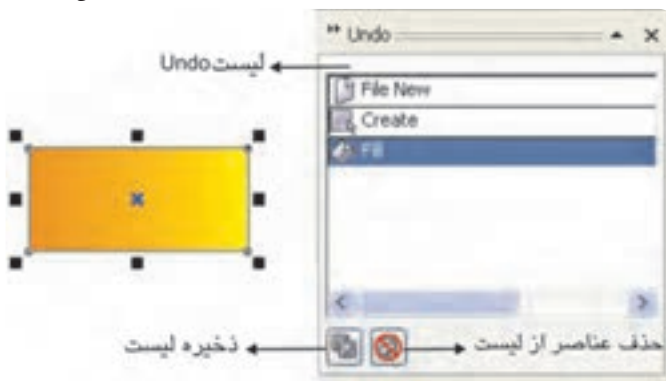 Undo
لیست Undo
File New
Create
Fill
ذخیره لیست
حذف عناصر از لیست